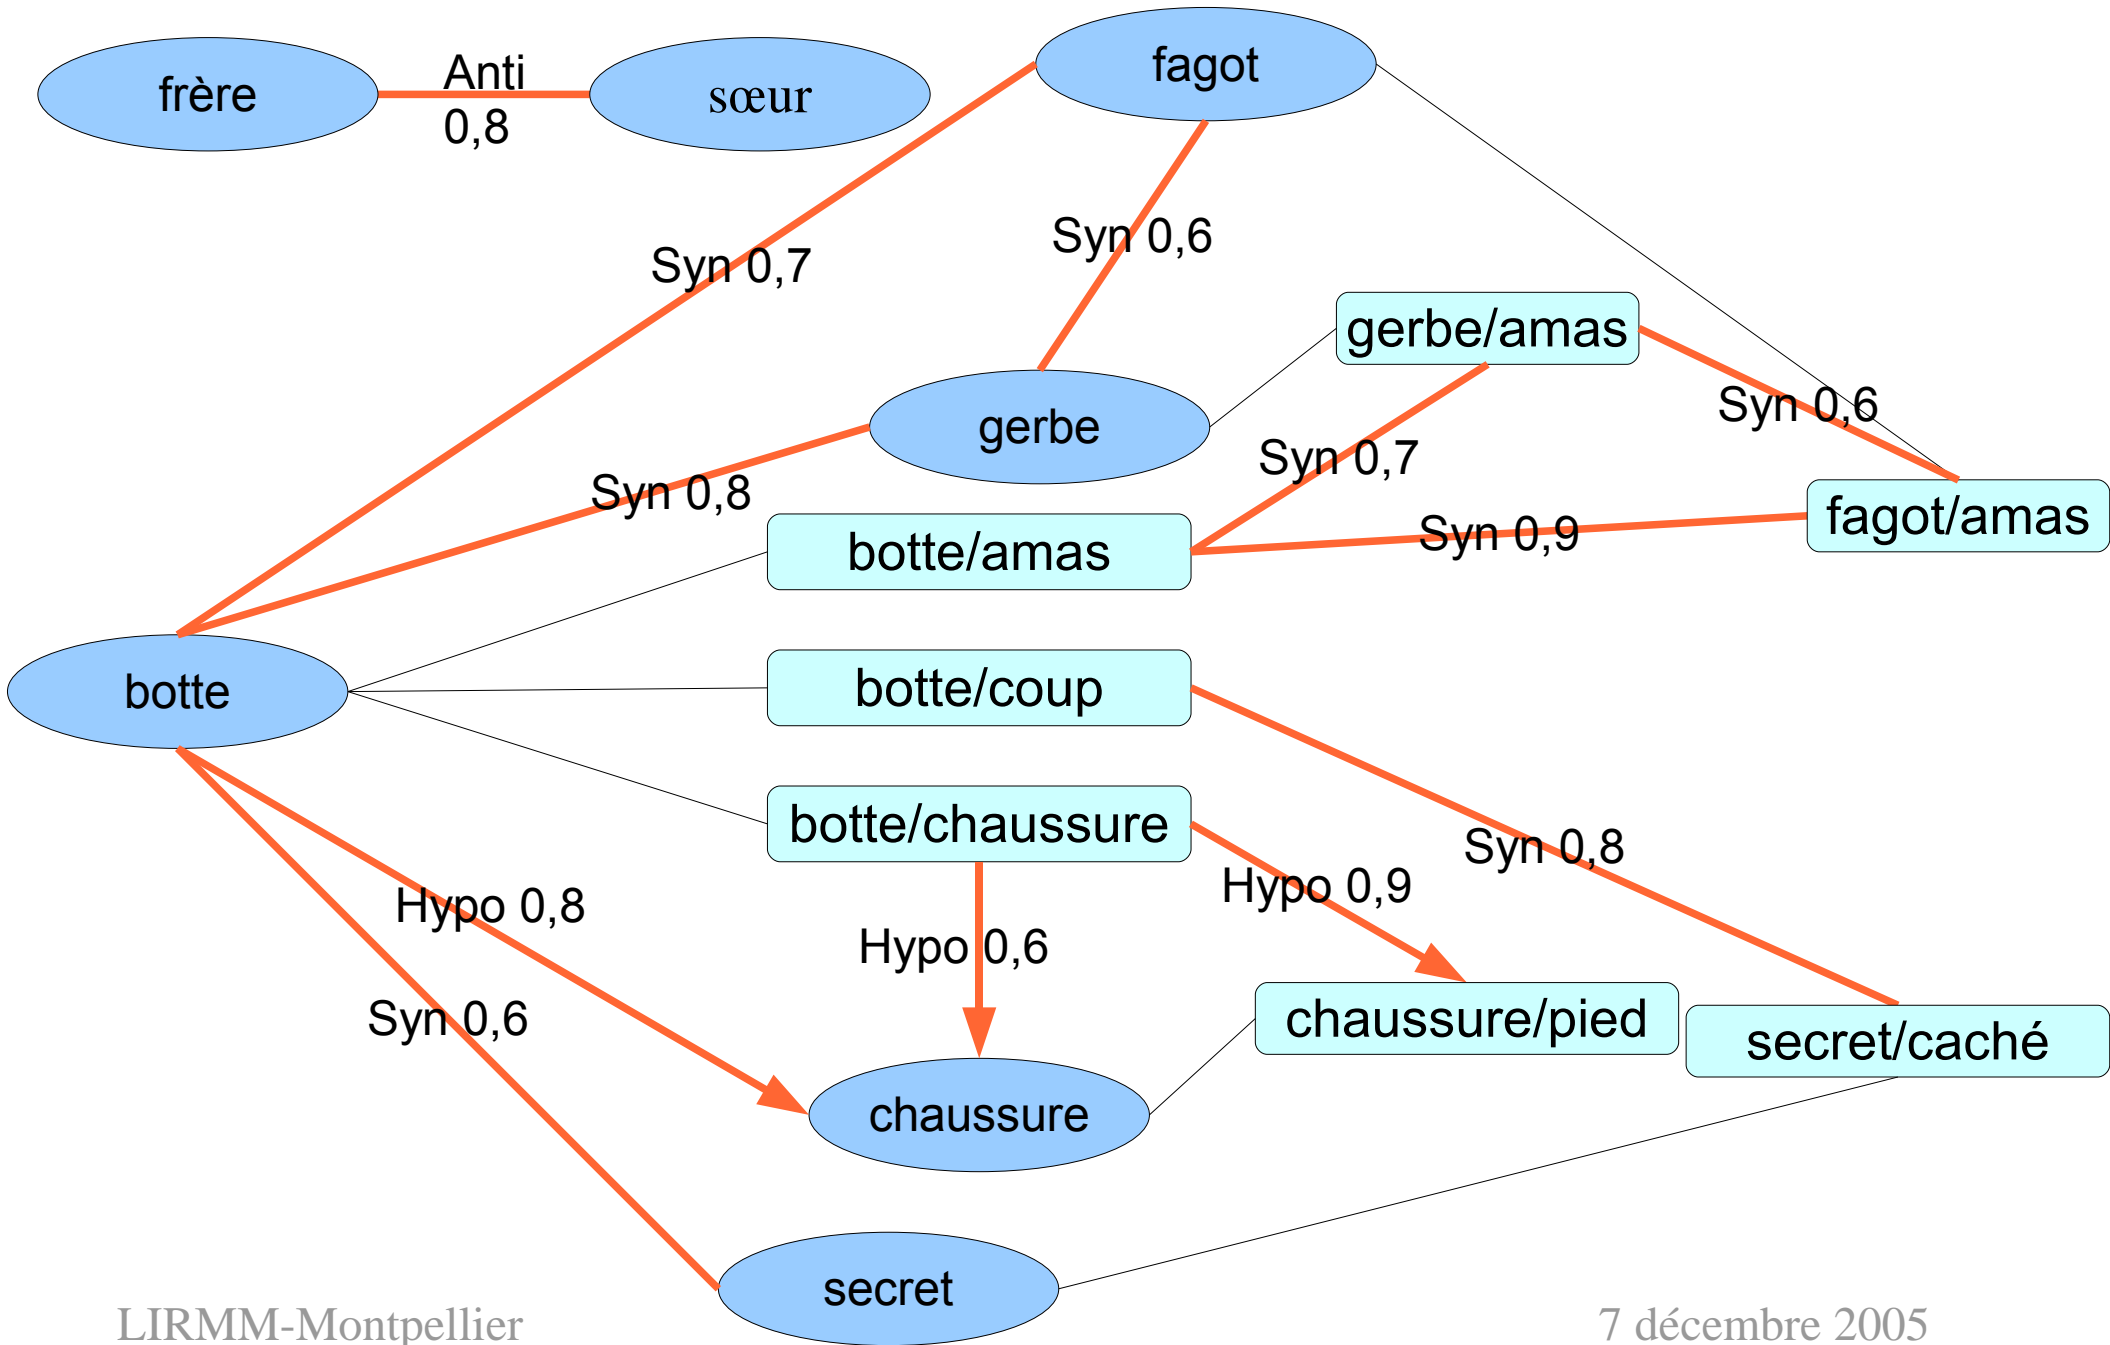 fagot
Anti
frère
sœur
0,8
Syn 0,6
Syn 0,7
gerbe/amas
Syn 0,6
gerbe
Syn 0,7
Syn 0,8
fagot/amas
Syn 0,9
botte/amas
botte/coup
botte
botte/chaussure
Syn 0,8
Hypo 0,9
Hypo 0,8
Hypo 0,6
Syn 0,6
chaussure/pied
secret/caché
chaussure
secret
LIRMM-Montpellier
7 décembre 2005